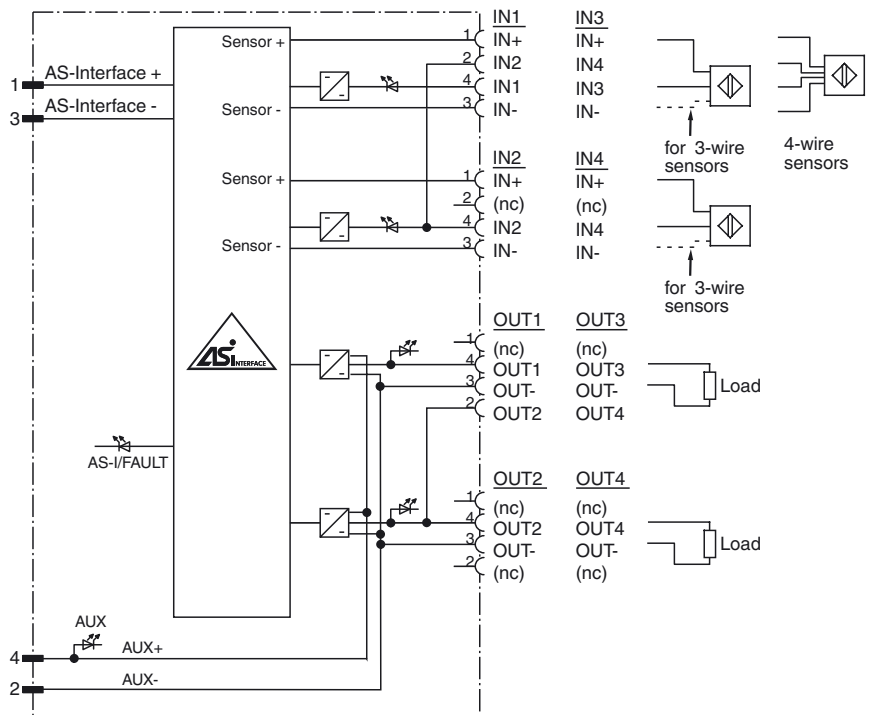 IN1 IN3
Sensor + 1 IN+ IN+
2 IN2 IN4
1 AS-Interface + 4 IN1 IN3
3 AS-Interface - Sensor - 3 IN- IN-
for 3-wire
sensors
4-wire
sensors
IN2 IN4
Sensor + 1 IN+ IN+
2 (nc) (nc)
4 IN2 IN4
Sensor - 3 IN- IN-
for 3-wire
sensors
OUT1 OUT3
1 (nc) (nc)
ASi INTERFACE 4 OUT1 OUT3
3 OUT- OUT- Load
2 OUT2 OUT4
AS-I/FAULT
OUT2 OUT4
1 (nc) (nc)
4 OUT2 OUT4
3 OUT- OUT- Load
2 (nc) (nc)
AUX
4 AUX+
2 AUX-